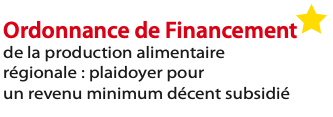 Ordonnance de Financement
de la production alimentaire
régionale : plaidoyer pour
un revenu minimum décent subsidié